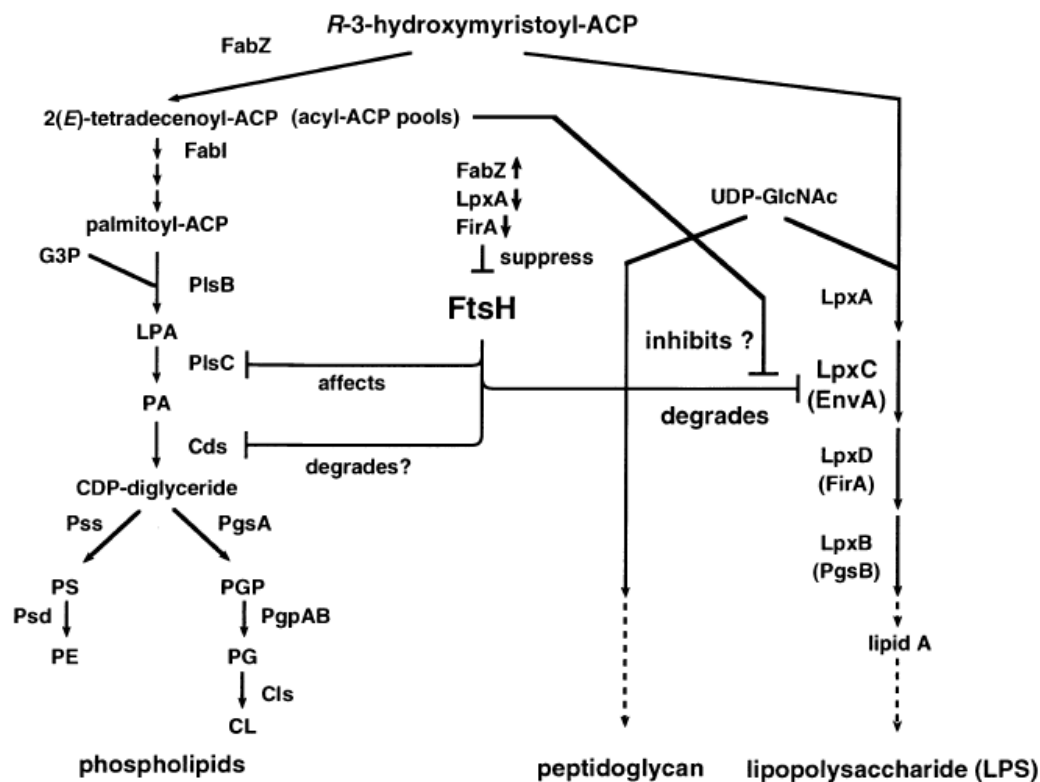 R-3-hydroxymyristoyl-ACP
FabZ
2(E)-tetradecenoyl-ACP (acyl-ACP pools)
FabI
FabZ
LpxA
FirA
suppress
UDP-GlcNAc
palmitoyl-ACP
G3P
PlsB
FtsH
LpxA
LPA
inhibits ?
PlsC
affects
LpxC
(EnvA)
degrades
PA
Cds
degrades?
LpxD
(FirA)
CDP-diglyceride
Pss
PgsA
LpxB
(PgsB)
PS
PGP
Psd
PgpAB
lipid A
PE
PG
Cls
CL
phospholipids
peptidoglycan
lipopolysaccharide (LPS)